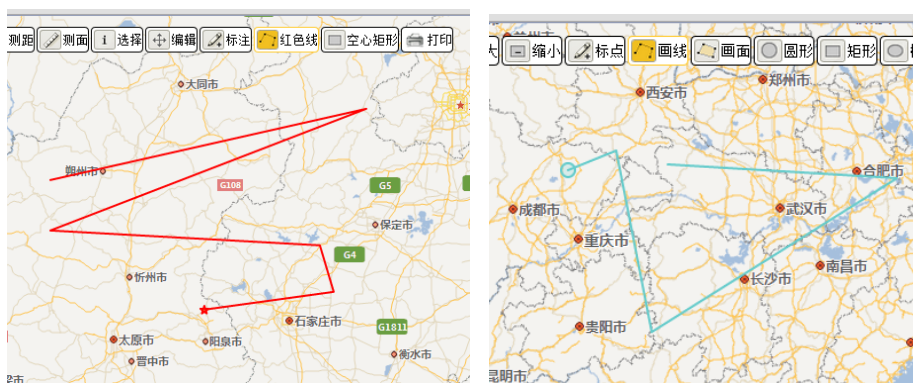 测距 测面 i 选择 编辑 标注 红色线 空心矩形 打印
大同市
朔州市
G108
G5
保定市
G4
忻州市
石家庄市
G1811
太原市
阳泉市
晋中市
衡水市
缩小 标点 画线 画面 圆形 矩形
西安市
郑州市
合肥市
成都市
武汉市
重庆市
南昌市
长沙市
贵阳市
昆明市